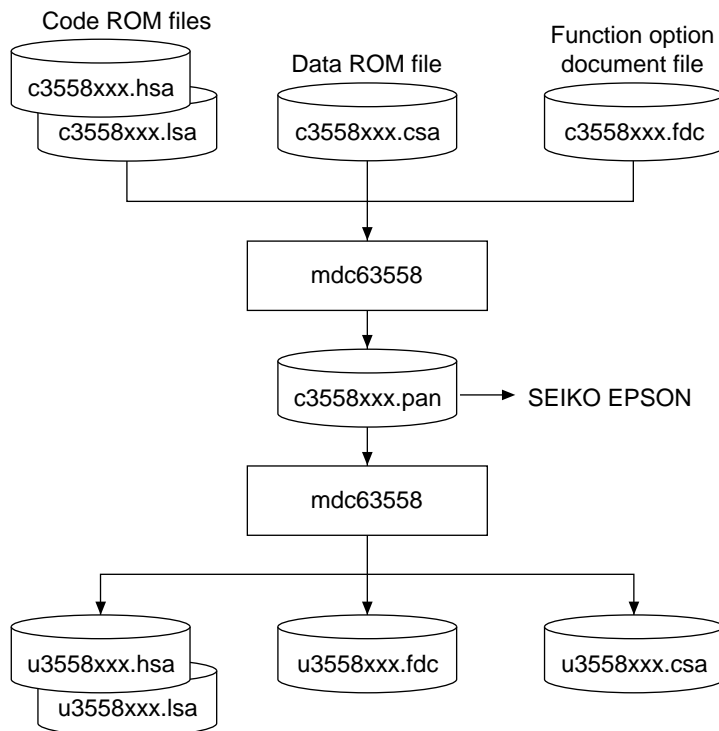 Code ROM files
Data ROM file
Function option
document file
c3558xxx.hsa
c3558xxx.lsa
c3558xxx.csa
c3558xxx.fdc
mdc63558
c3558xxx.pan
SEIKO EPSON
mdc63558
u3558xxx.hsa
u3558xxx.lsa
u3558xxx.fdc
u3558xxx.csa